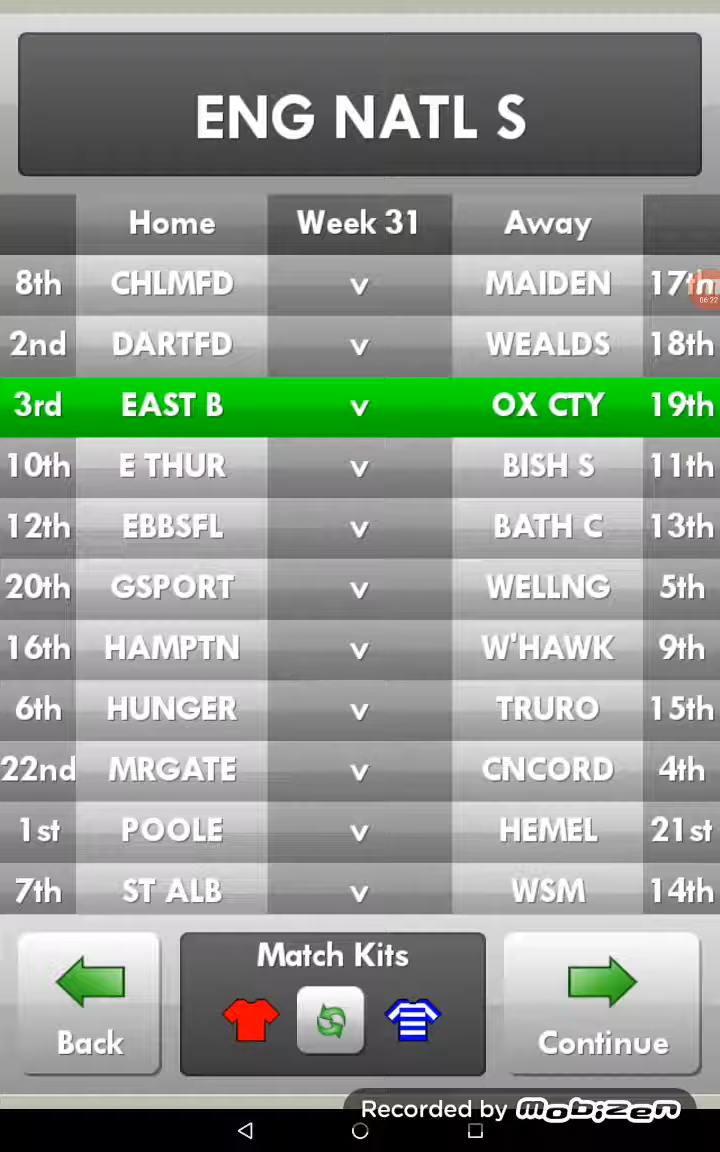 ENG NATL S
Home Week 31 Away
8th CHLMFD v MAIDEN 17th
06:22
2nd DARTFD v WEALDS 18th
3rd EAST B v OX CTY 19th
10th E THUR v BISH S 11th
12th EBBSFL v BATH C 13th
20th GSPORT v WELLNG 5th
16th HAMPTN v W'HAWK 9th
6th HUNGER v TRURO 15th
22nd MRGATE v CNCORD 4th
1st POOLE v HEMEL 21st
7th ST ALB v WSM 14th
Match Kits
Back Continue
Recorded by mobizen